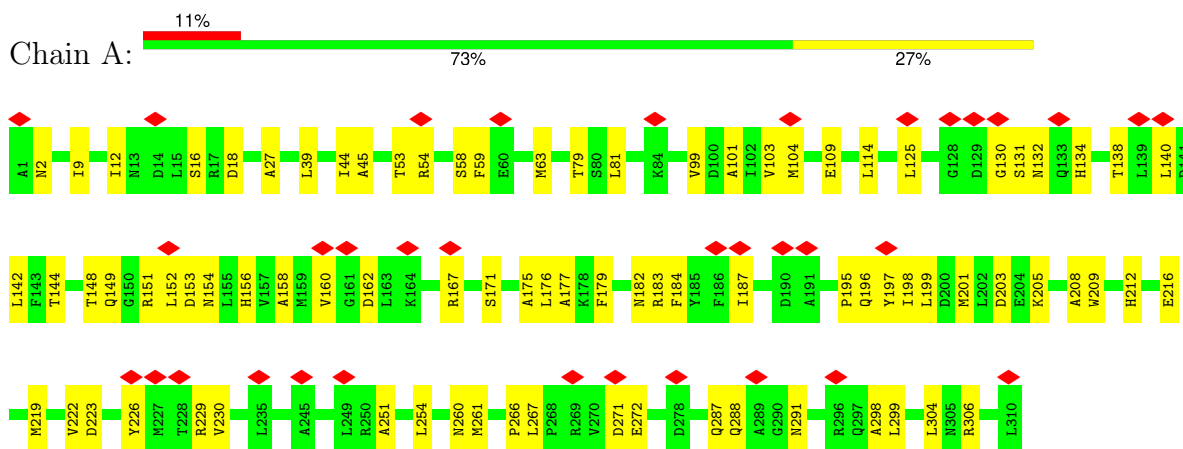 11%
Chain A:
73% 27%
A1 N2 I9 I12 N13 D14 L15 S16 R17 D18 A27 L39 I44 A45 T53 R54 S58 F59 E60 M63 T79 S80 L81 K84 V99 D100 A101 I102 V103 M104 E109 L114 L125 G128 D129 G130 S131 N132 Q133 H134 T138 L139 L140
L142 F143 T144 T148 Q149 G150 R151 L152 D153 N154 L155 H156 V157 A158 M159 V160 G161 D162 L163 K164 R167 S171 A175 L176 A177 K178 F179 N182 R183 F184 Y185 F186 I187 D190 A191 P195 Q196 Y197 I198 L199 D200 M201 L202 D203 E204 K205 A208 W209 H212 E216
M219 V222 D223 Y226 M227 T228 R229 V230 L235 A245 L249 R250 A251 L254 N260 M261 P266 L267 P268 R269 V270 D271 E272 D278 Q287 Q288 A289 G290 N291 R296 Q297 A298 L299 L304 N305 R306 L310